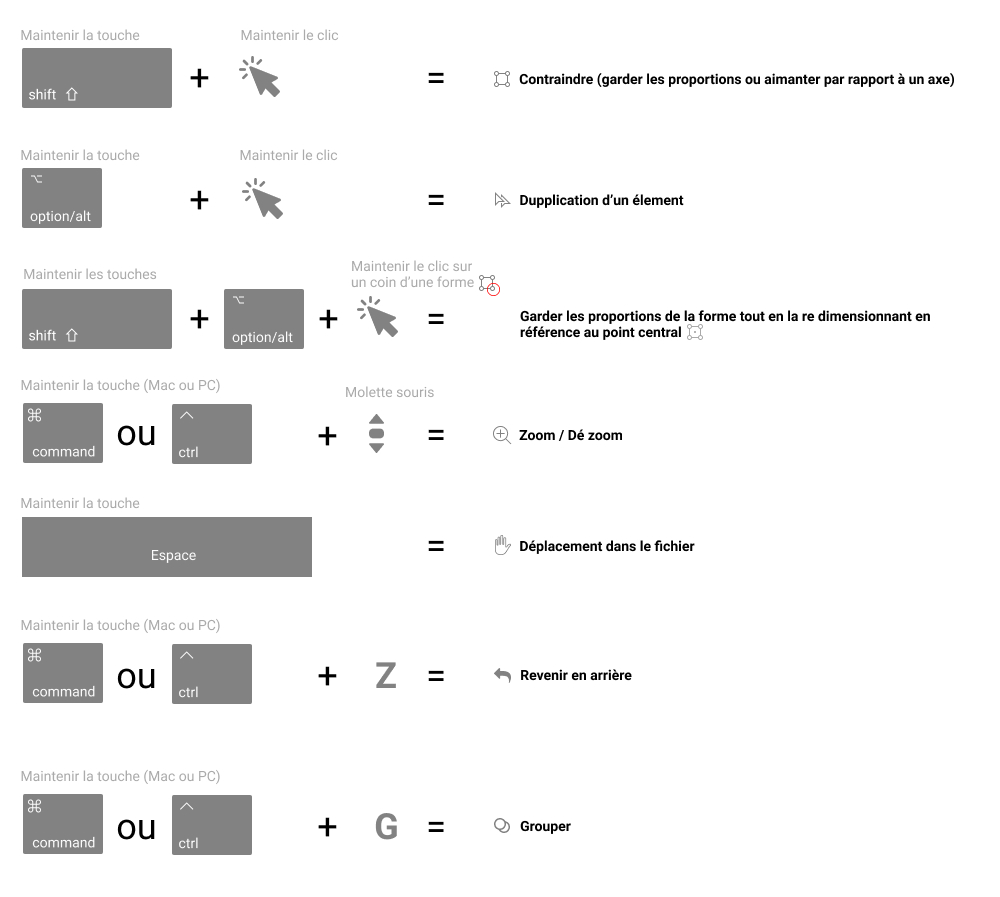 Maintenir la touche
Maintenir le clic
shift
+
=
Contraindre (garder les proportions ou aimanter par rapport à un axe)
Maintenir la touche
Maintenir le clic
option/alt
+
=
Dupplication d’un élement
Maintenir les touches
Maintenir le clic sur
un coin d’une forme
shift
+
option/alt
+
=
Garder les proportions de la forme tout en la re dimensionnant en
référence au point central
Maintenir la touche (Mac ou PC)
Molette souris
⌘ command
ou
ctrl
+
=
Zoom / Dé zoom
Maintenir la touche
Espace
=
Déplacement dans le fichier
Maintenir la touche (Mac ou PC)
⌘ command
ou
ctrl
+
Z
=
Revenir en arrière
Maintenir la touche (Mac ou PC)
⌘ command
ou
ctrl
+
G
=
Grouper